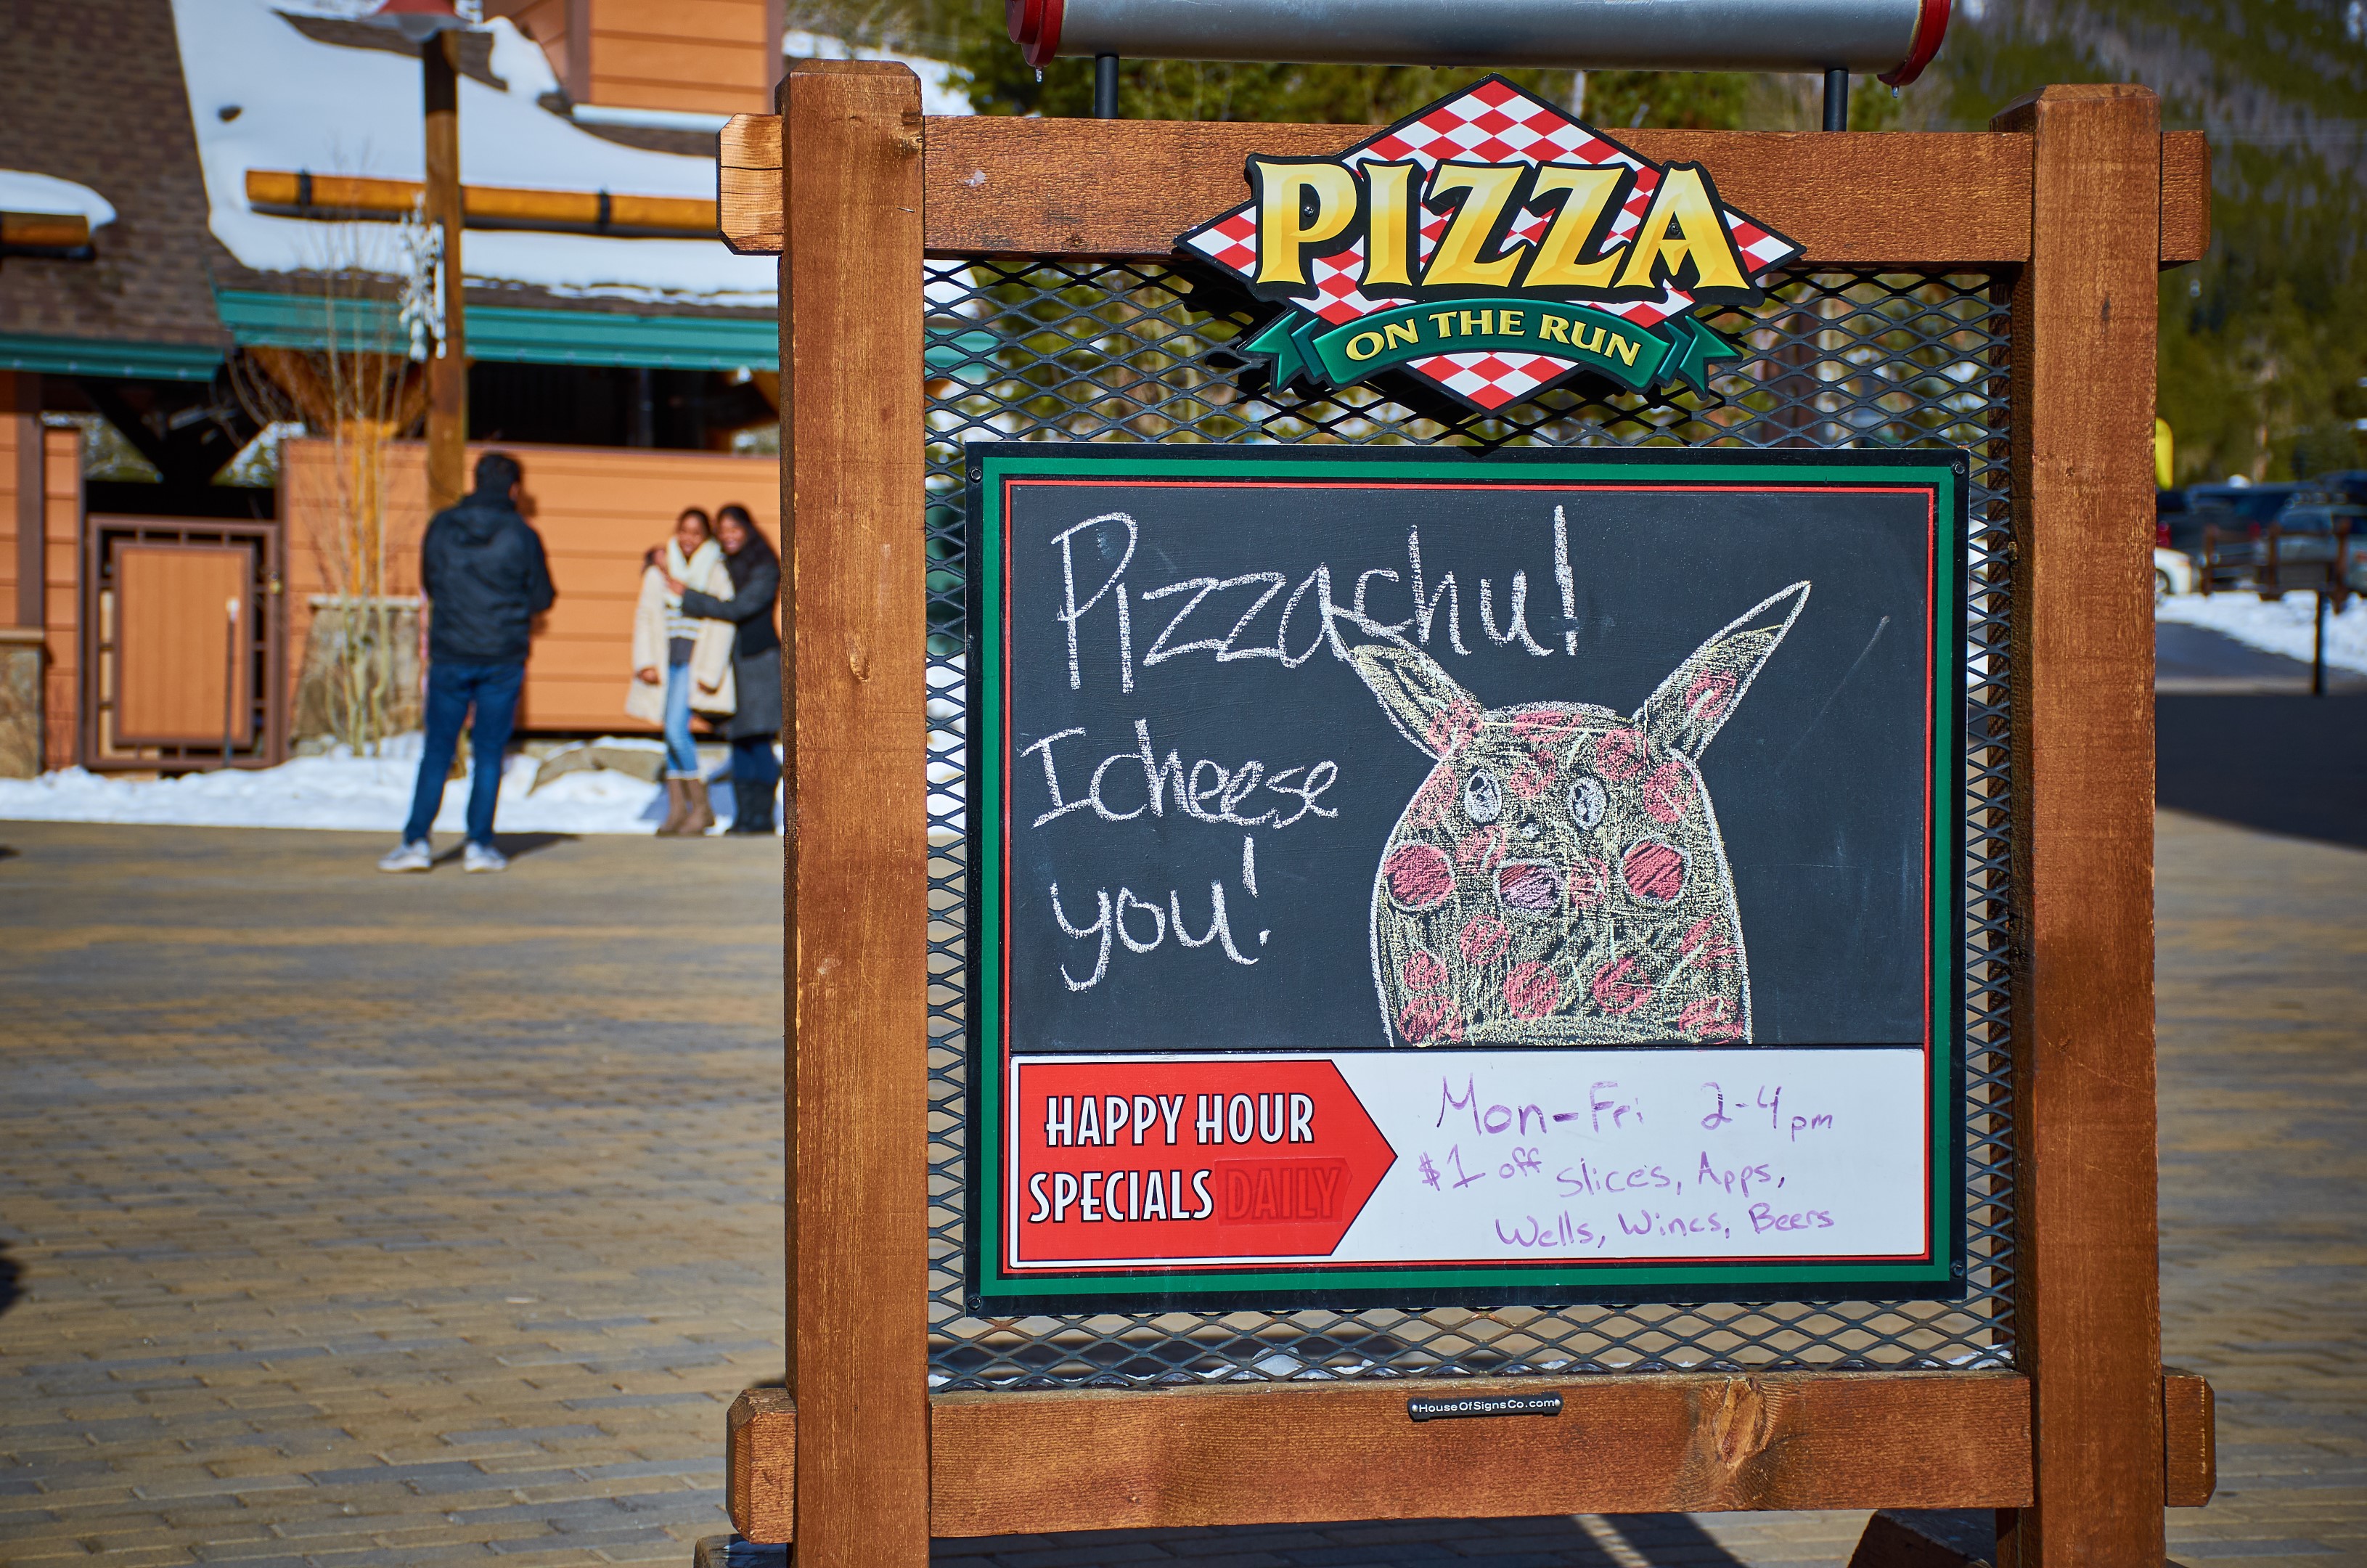 PIZZA
ON THE RUN
Pizzachu!
I cheese
you!
HAPPY HOUR
SPECIALS DAILY
Mon-Fri 2-4pm
$1 off Slices, Apps,
Wells, Wines, Beers
HouseOfSignsCo.com